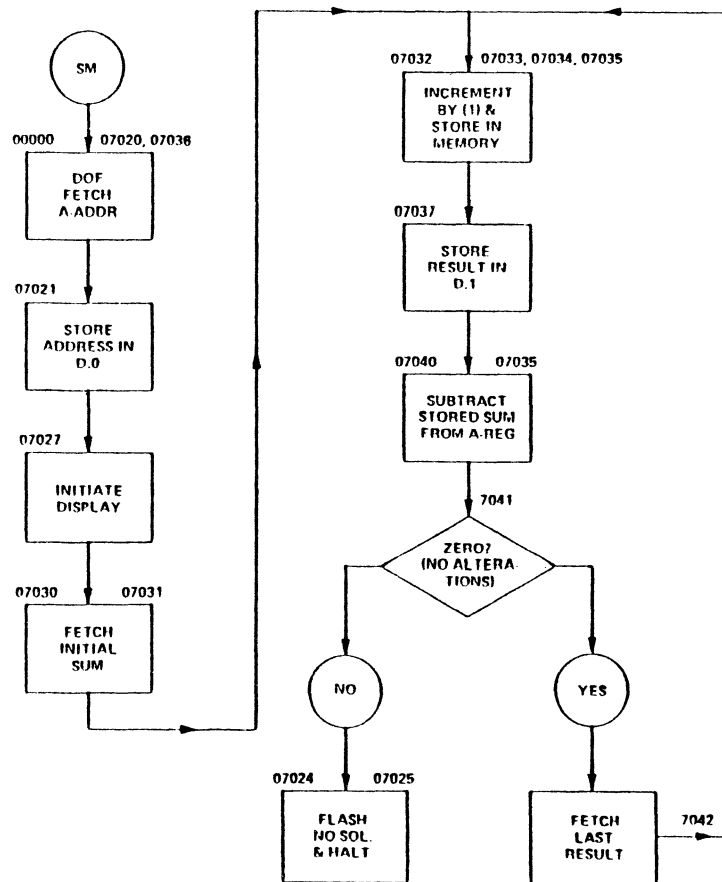 SM
00000 07020, 07036
DOF
FETCH
A-ADDR
07021
STORE
ADDRESS IN
D.0
07027
INITIATE
DISPLAY
07030 07031
FETCH
INITIAL
SUM
07032 07033, 07034, 07035
INCREMENT
BY (1) &
STORE IN
MEMORY
07037
STORE
RESULT IN
D.1
07040 07035
SUBTRACT
STORED SUM
FROM A-REG
7041
ZERO?
(NO ALTERA-
TIONS)
NO
YES
07024 07025
FLASH
NO SOL.
& HALT
FETCH
LAST
RESULT
7042